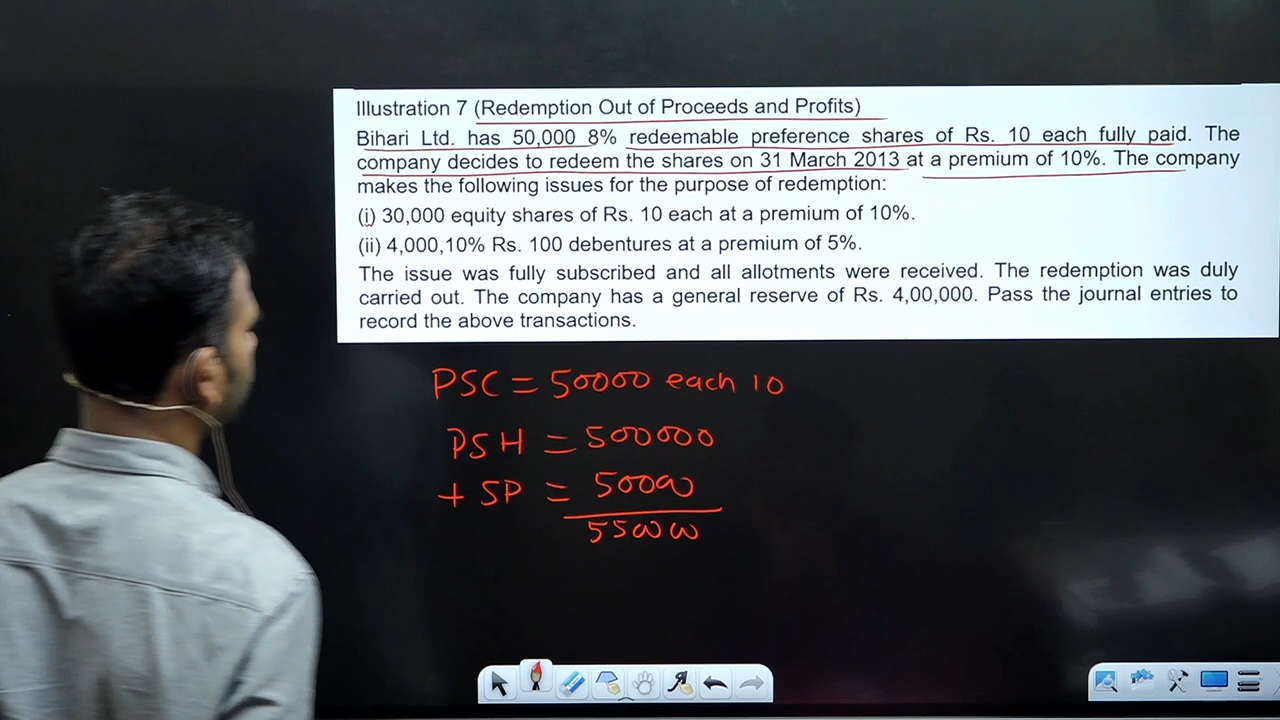 Illustration 7 (Redemption Out of Proceeds and Profits)
Bihari Ltd. has 50,000 8% redeemable preference shares of Rs. 10 each fully paid. The
company decides to redeem the shares on 31 March 2013 at a premium of 10%. The company
makes the following issues for the purpose of redemption:
(i) 30,000 equity shares of Rs. 10 each at a premium of 10%.
(ii) 4,000,10% Rs. 100 debentures at a premium of 5%.
The issue was fully subscribed and all allotments were received. The redemption was duly
carried out. The company has a general reserve of Rs. 4,00,000. Pass the journal entries to
record the above transactions.
PSC = 50000 each 10
PSH = 500000
+ SP = 50000
550000